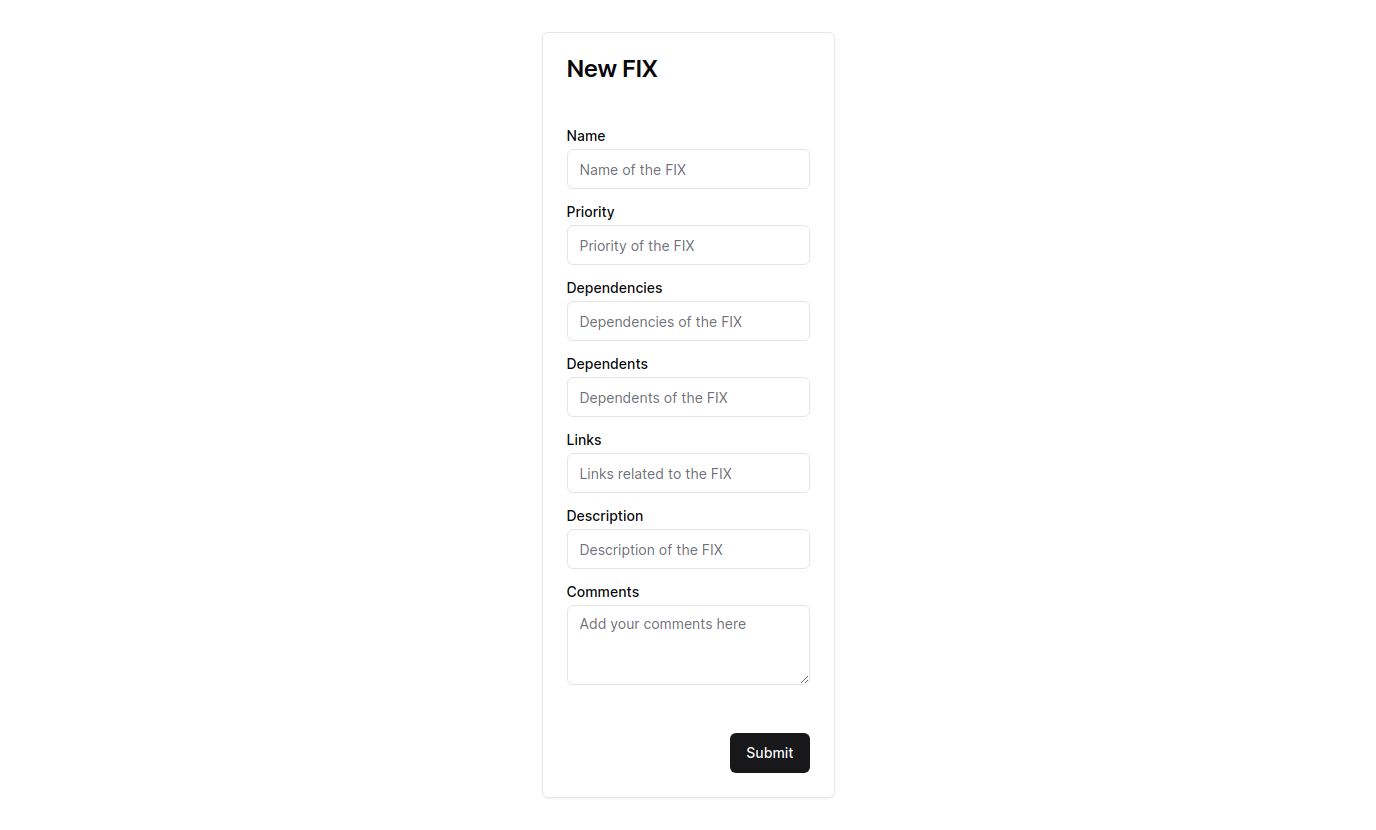 New FIX
Name
Name of the FIX
Priority
Priority of the FIX
Dependencies
Dependencies of the FIX
Dependents
Dependents of the FIX
Links
Links related to the FIX
Description
Description of the FIX
Comments
Add your comments here
Submit